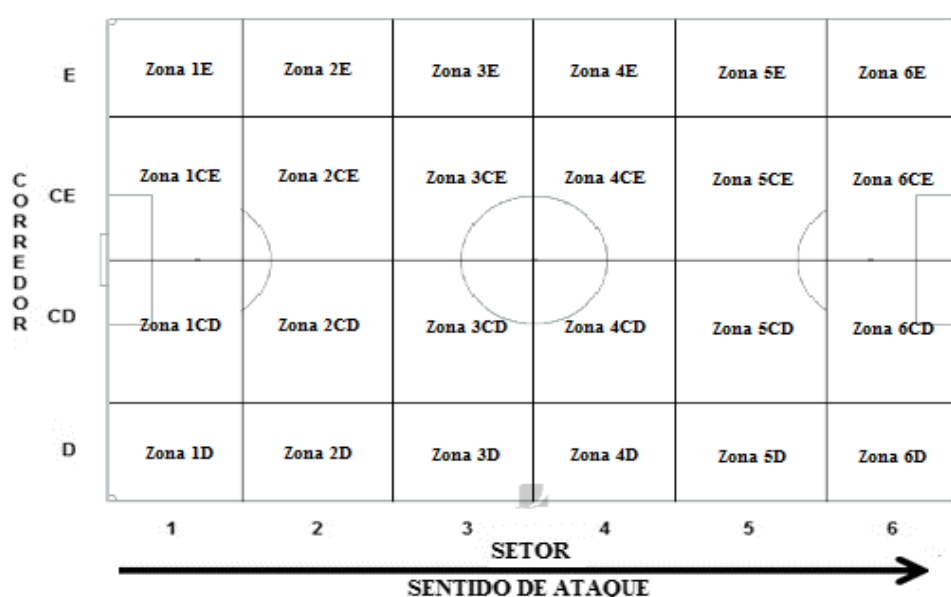 E
Zona 1E
Zona 2E
Zona 3E
Zona 4E
Zona 5E
Zona 6E
CORREDOR
CE
Zona 1CE
Zona 2CE
Zona 3CE
Zona 4CE
Zona 5CE
Zona 6CE
CD
Zona 1CD
Zona 2CD
Zona 3CD
Zona 4CD
Zona 5CD
Zona 6CD
D
Zona 1D
Zona 2D
Zona 3D
Zona 4D
Zona 5D
Zona 6D
1
2
3
4
5
6
SETOR
SENTIDO DE ATAQUE